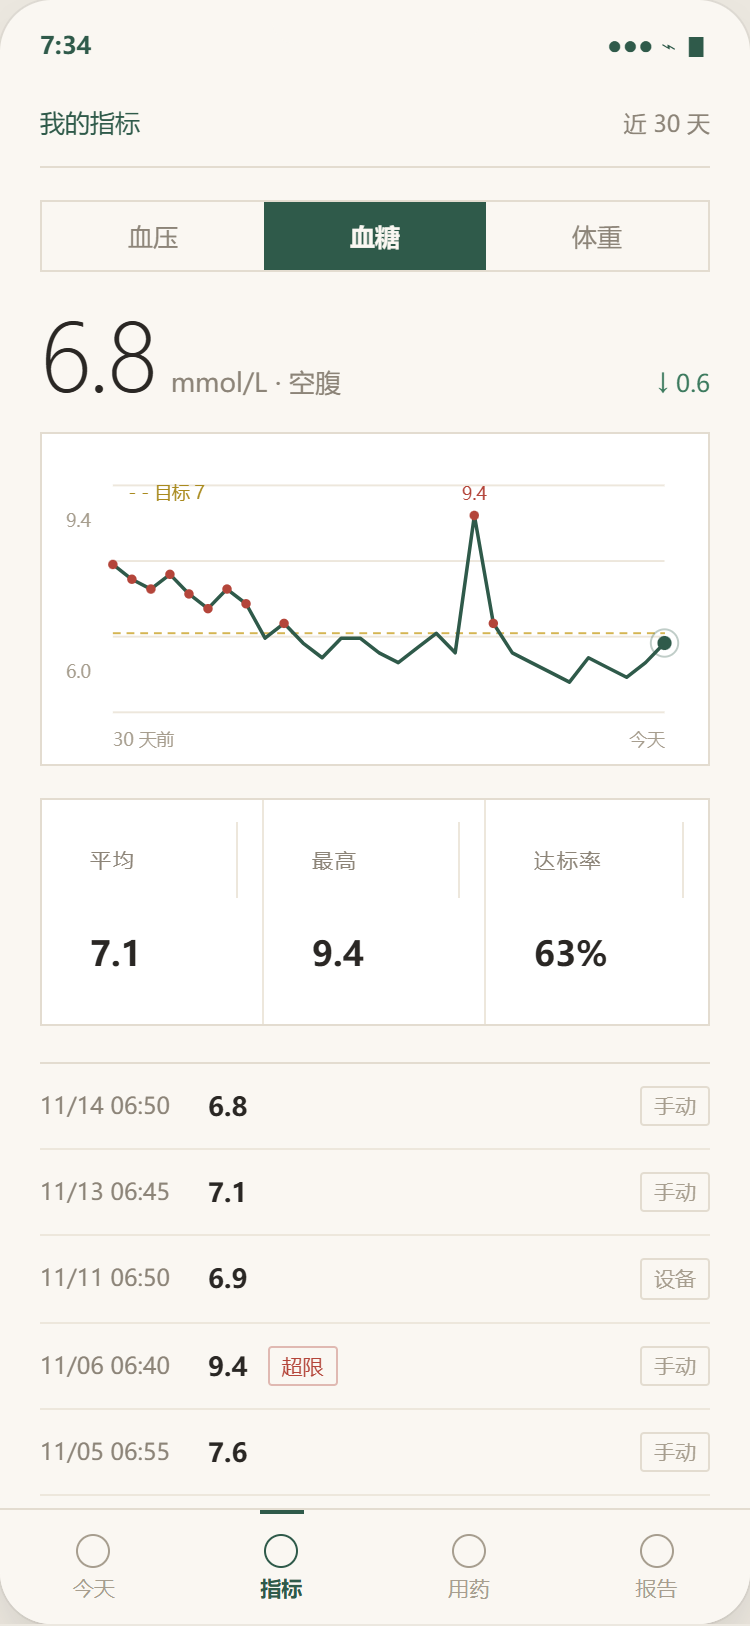 7:34
我的指标 近 30 天
血压 血糖 体重
6.8 mmol/L · 空腹 ↓ 0.6
- - 目标 7 9.4
9.4
6.0
30 天前 今天
平均 最高 达标率
7.1 9.4 63%
11/14 06:50 6.8 手动
11/13 06:45 7.1 手动
11/11 06:50 6.9 设备
11/06 06:40 9.4 超限 手动
11/05 06:55 7.6 手动
今天 指标 用药 报告